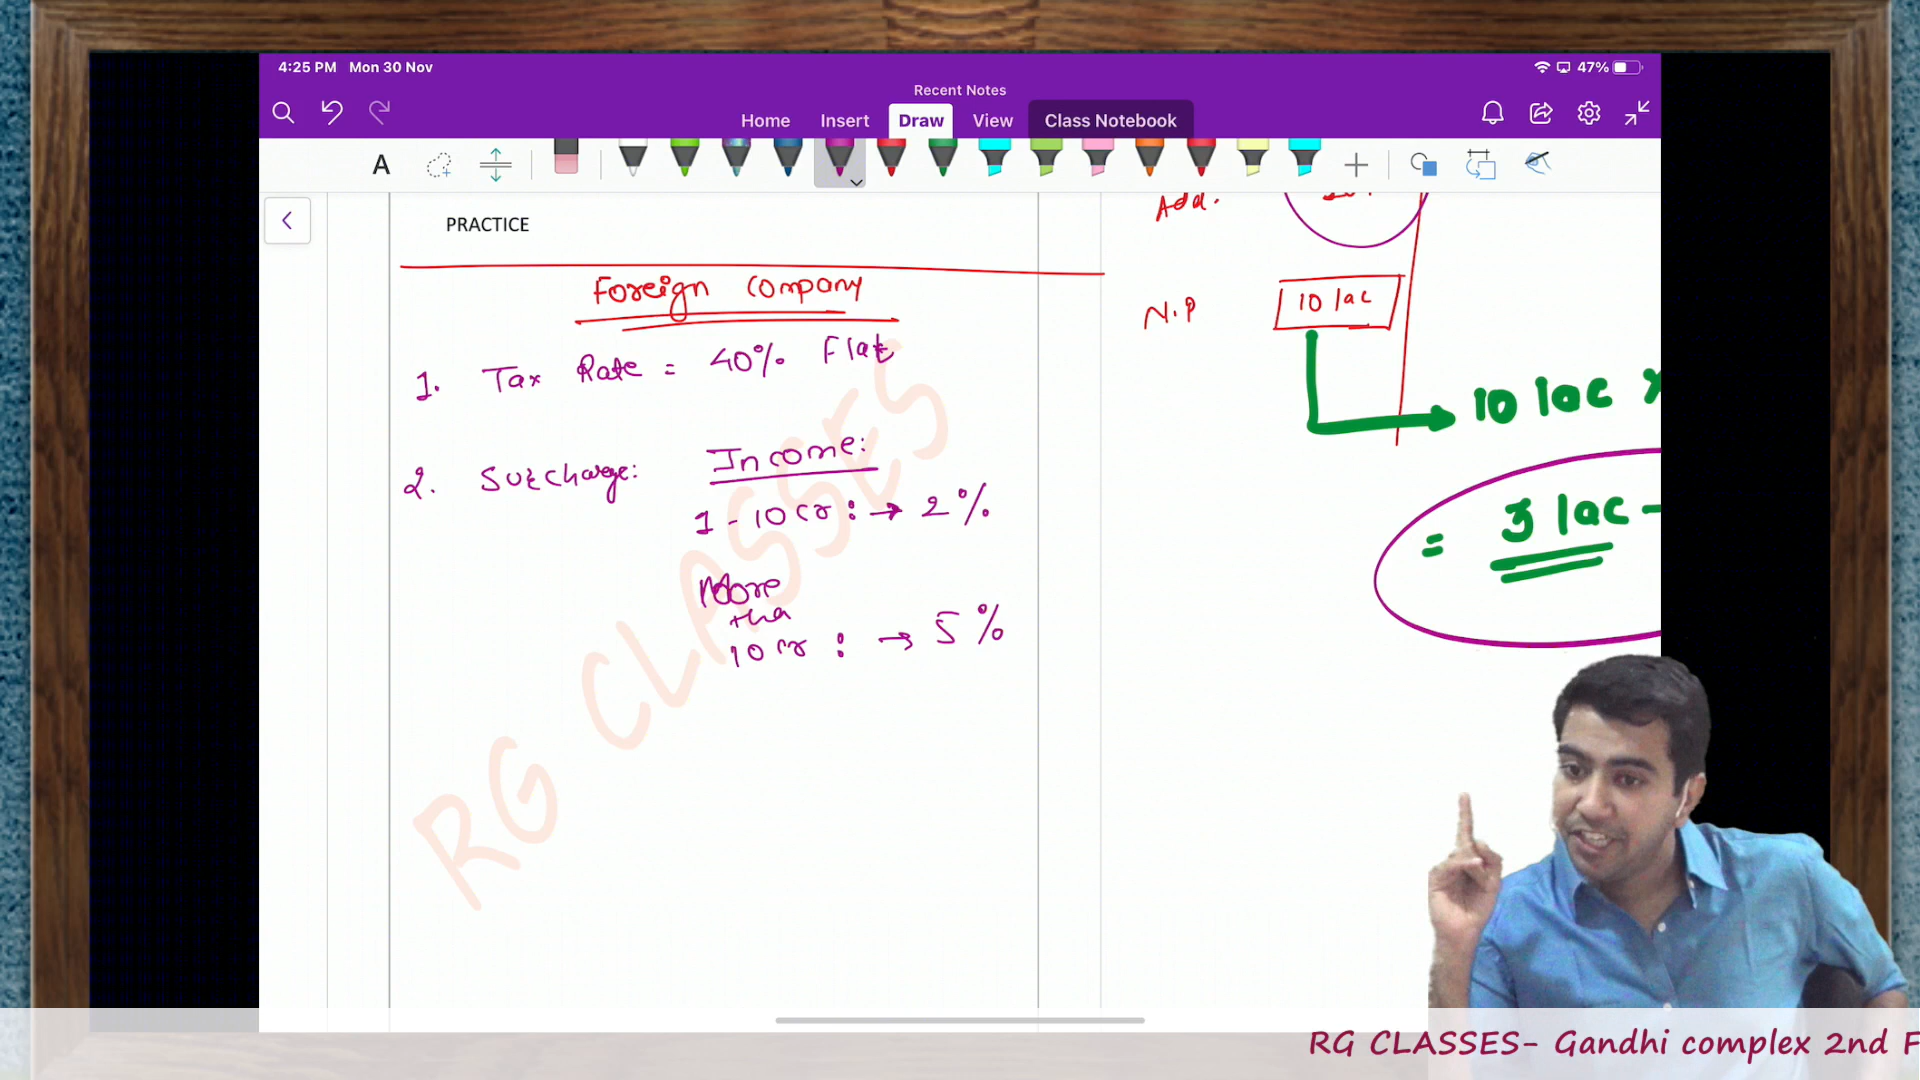 4:25 PM Mon 30 Nov
47%
Recent Notes
Home Insert Draw View Class Notebook
A
PRACTICE
Foreign Company
1. Tax Rate = 40% Flat
2. Surcharge: Income:
1 - 10 cr : → 2%
More
tha
10 cr : → 5%
Add.
N.P 10 lac
10 lac x
= 3 lac -
RG CLASSES
RG CLASSES- Gandhi complex 2nd F